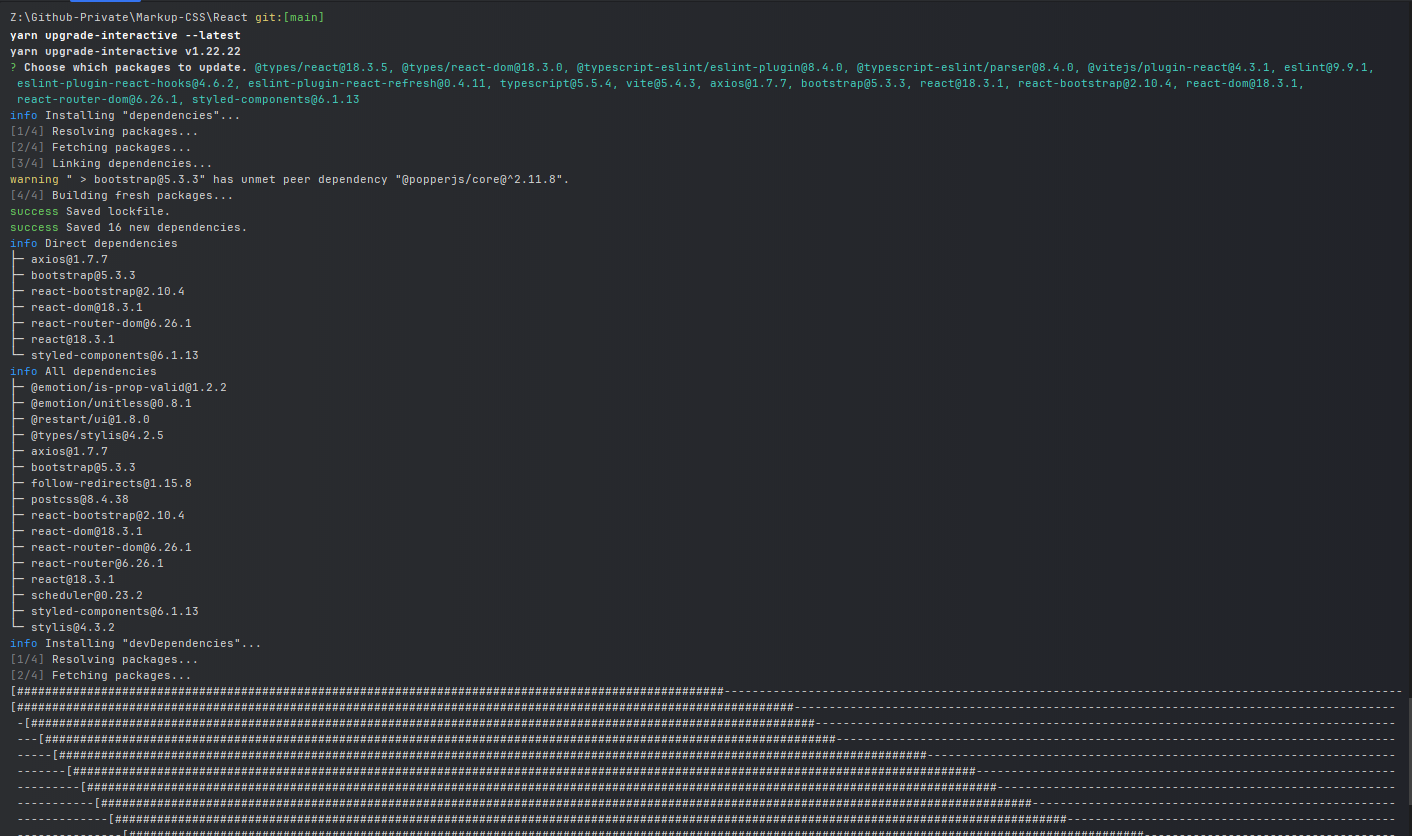 Z:\Github-Private\Markup-CSS\React git:[main]
yarn upgrade-interactive --latest
yarn upgrade-interactive v1.22.22
? Choose which packages to update. @types/react@18.3.5, @types/react-dom@18.3.0, @typescript-eslint/eslint-plugin@8.4.0, @typescript-eslint/parser@8.4.0, @vitejs/plugin-react@4.3.1, eslint@9.9.1,
eslint-plugin-react-hooks@4.6.2, eslint-plugin-react-refresh@0.4.11, typescript@5.5.4, vite@5.4.3, axios@1.7.7, bootstrap@5.3.3, react@18.3.1, react-bootstrap@2.10.4, react-dom@18.3.1,
react-router-dom@6.26.1, styled-components@6.1.13
info Installing "dependencies"...
[1/4] Resolving packages...
[2/4] Fetching packages...
[3/4] Linking dependencies...
warning " > bootstrap@5.3.3" has unmet peer dependency "@popperjs/core@^2.11.8".
[4/4] Building fresh packages...
success Saved lockfile.
success Saved 16 new dependencies.
info Direct dependencies
├─ axios@1.7.7
├─ bootstrap@5.3.3
├─ react-bootstrap@2.10.4
├─ react-dom@18.3.1
├─ react-router-dom@6.26.1
├─ react@18.3.1
└─ styled-components@6.1.13
info All dependencies
├─ @emotion/is-prop-valid@1.2.2
├─ @emotion/unitless@0.8.1
├─ @restart/ui@1.8.0
├─ @types/stylis@4.2.5
├─ axios@1.7.7
├─ bootstrap@5.3.3
├─ follow-redirects@1.15.8
├─ postcss@8.4.38
├─ react-bootstrap@2.10.4
├─ react-dom@18.3.1
├─ react-router-dom@6.26.1
├─ react-router@6.26.1
├─ react@18.3.1
├─ scheduler@0.23.2
├─ styled-components@6.1.13
└─ stylis@4.3.2
info Installing "devDependencies"...
[1/4] Resolving packages...
[2/4] Fetching packages...